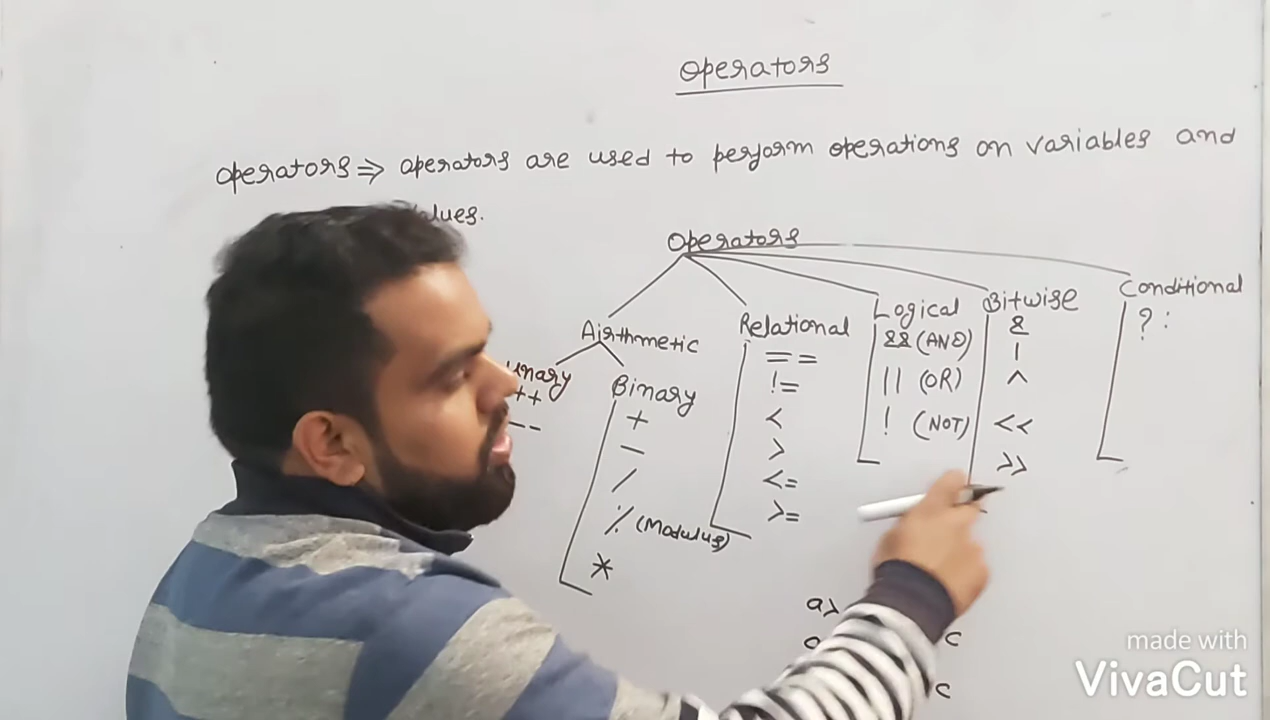 Operators
Operators ⇒ operators are used to perform operations on variables and
values.
Operators
Airthmetic
Unary
++
--
Binary
+
-
/
% (Modulus)
*
Relational
==
!=
<
>
<=
>=
Logical
&& (AND)
|| (OR)
! (NOT)
Bitwise
&
|
^
<<
>>
Conditional
? :
a>
c
c
made with
VivaCut